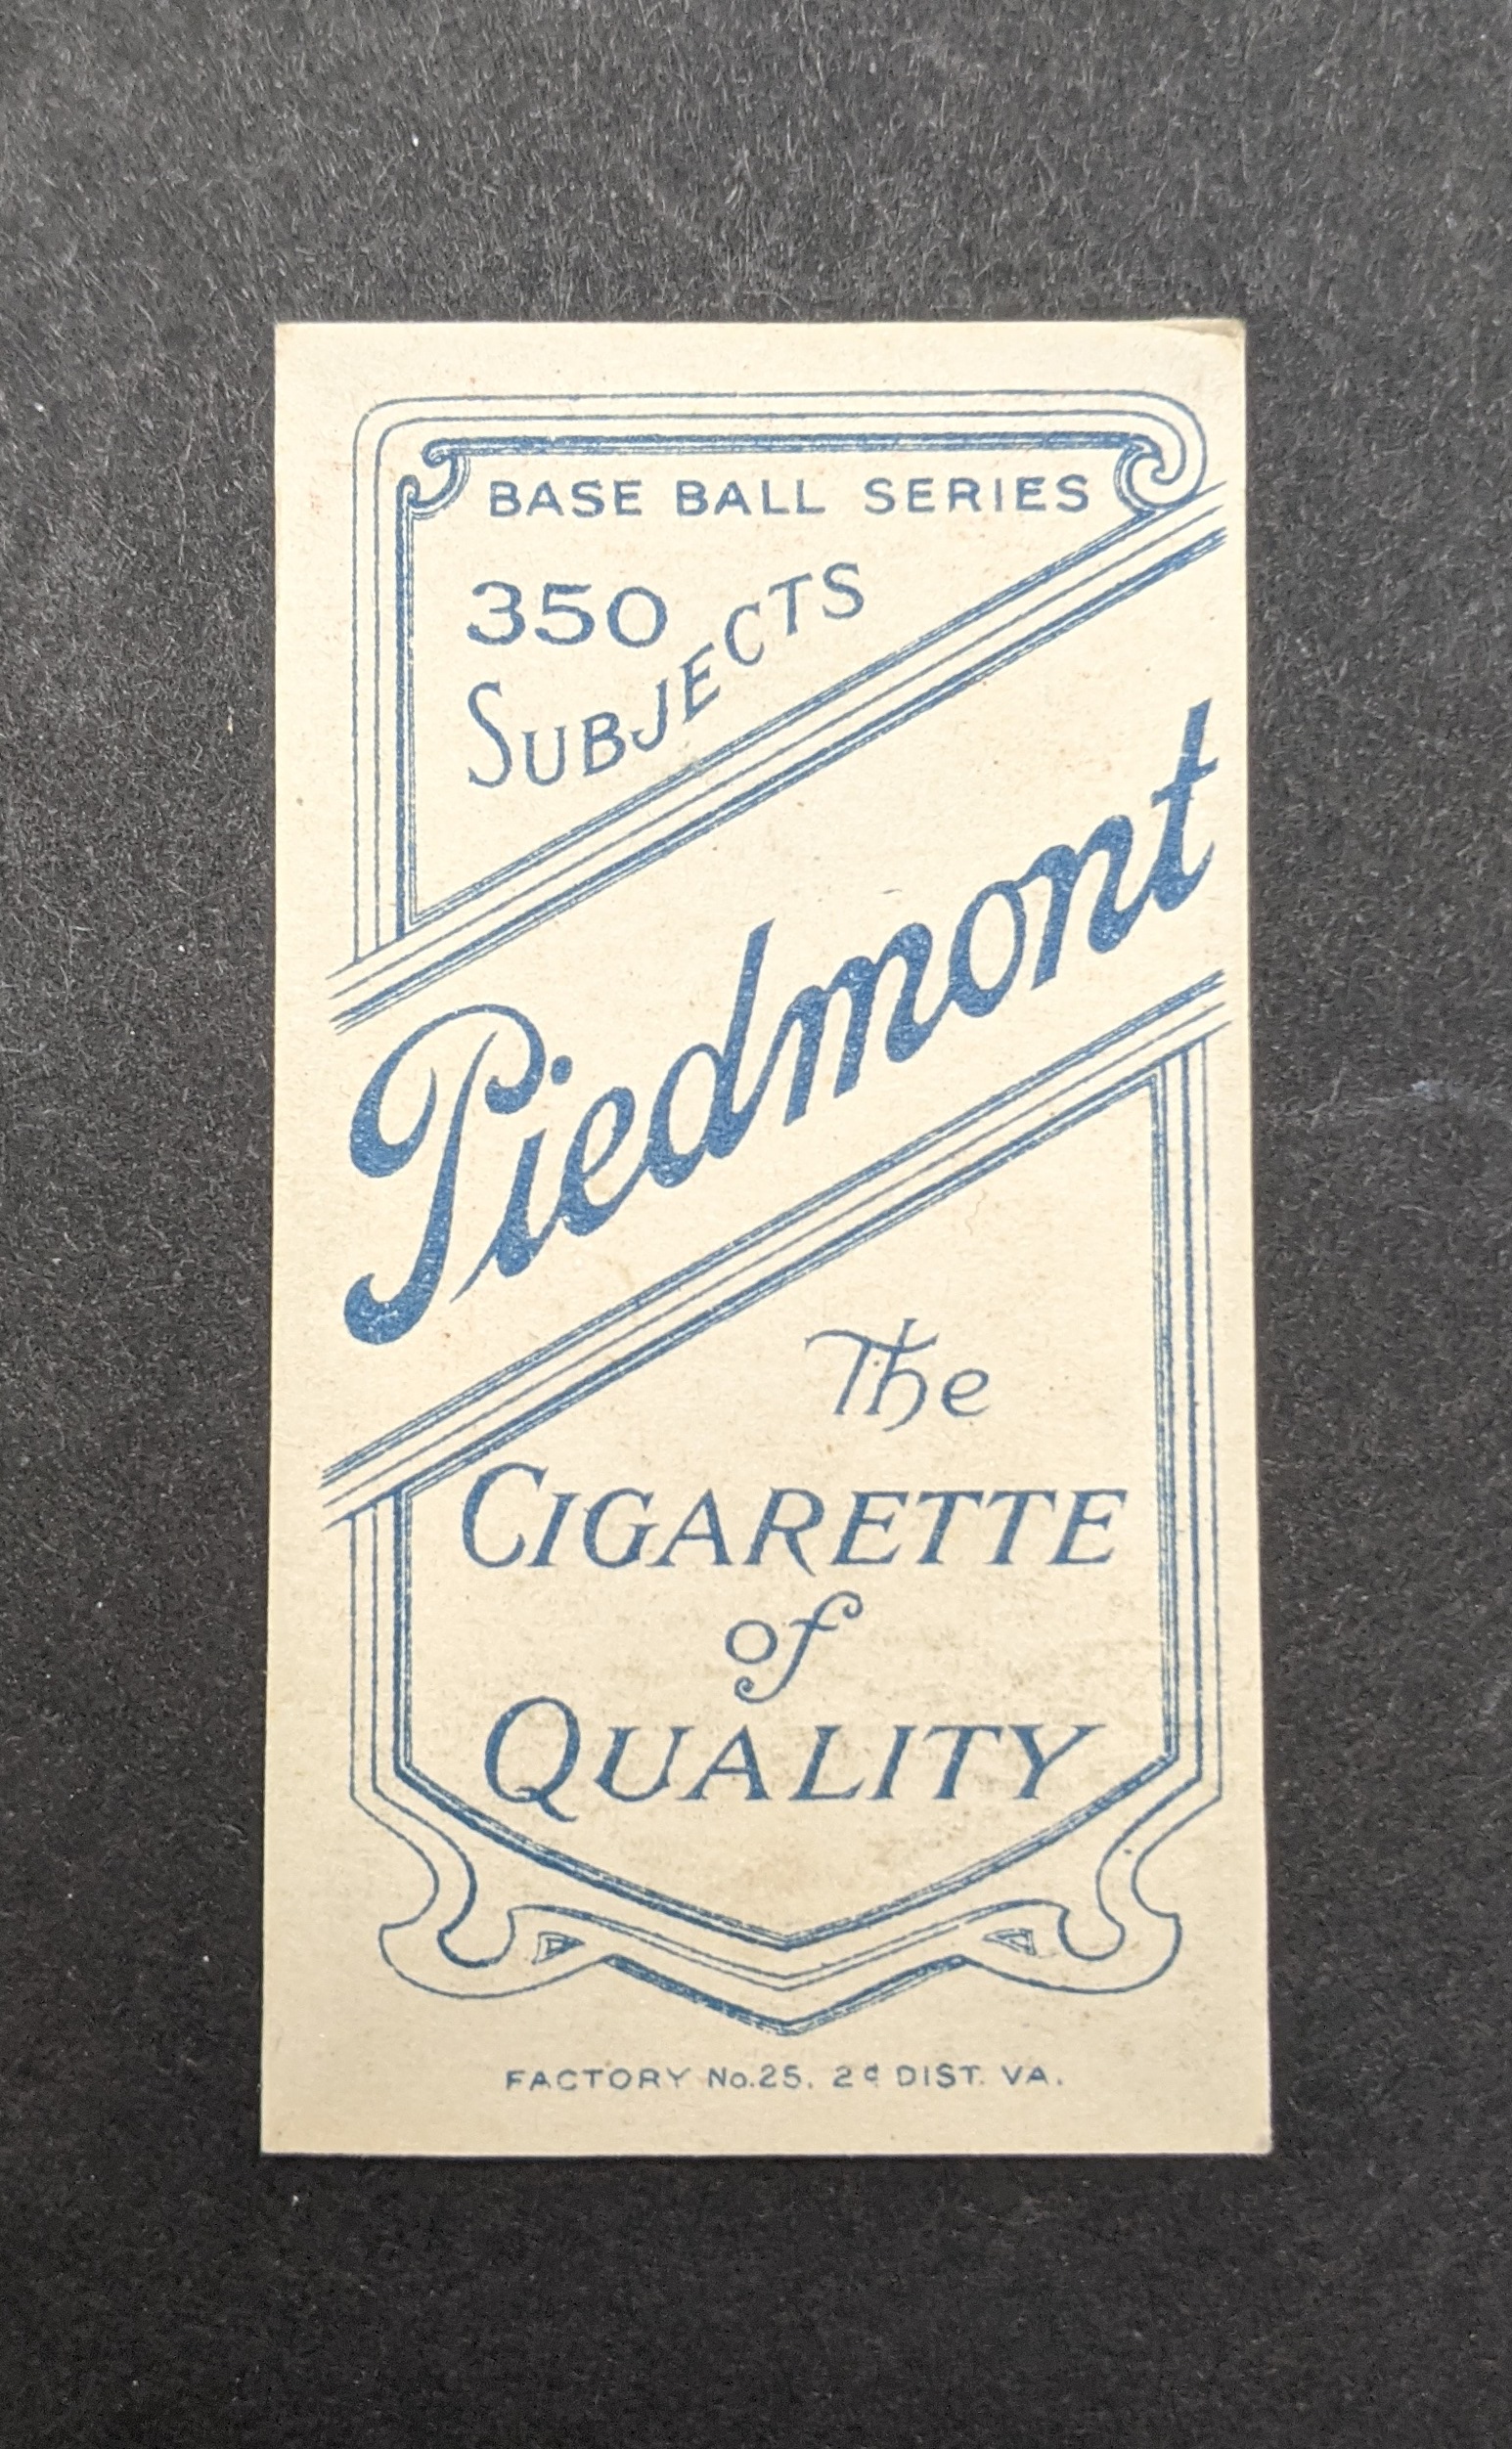 BASE BALL SERIES
350
SUBJECTS
Piedmont
The
CIGARETTE
of
QUALITY
FACTORY No. 25. 2d DIST. VA.